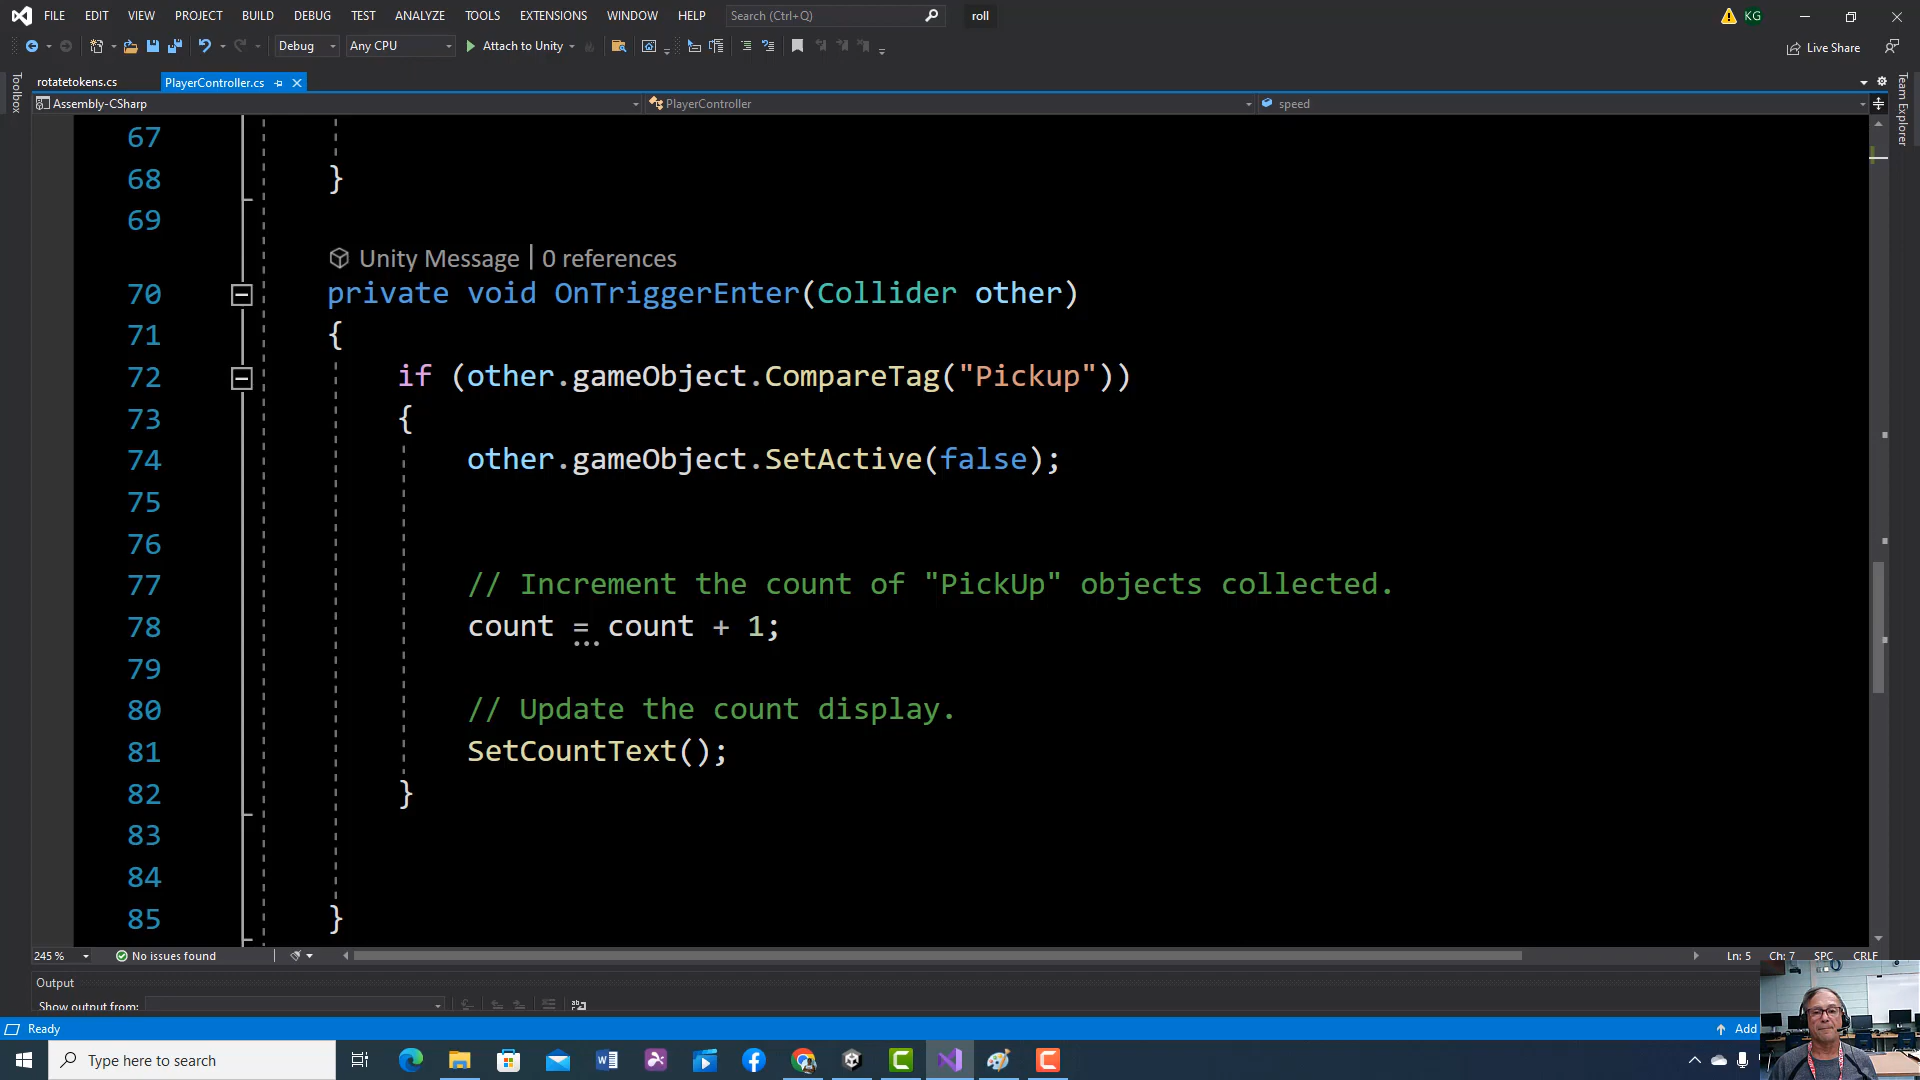 FILE EDIT VIEW PROJECT BUILD DEBUG TEST ANALYZE TOOLS EXTENSIONS WINDOW HELP Search (Ctrl+Q) roll KG
Debug Any CPU Attach to Unity Live Share
rotatetokens.cs PlayerController.cs
Toolbox
Team Explorer
Assembly-CSharp PlayerController speed
67
68 }
69
Unity Message | 0 references
70 private void OnTriggerEnter(Collider other)
71 {
72 if (other.gameObject.CompareTag("Pickup"))
73 {
74 other.gameObject.SetActive(false);
75
76
77 // Increment the count of "PickUp" objects collected.
78 count = count + 1;
79
80 // Update the count display.
81 SetCountText();
82 }
83
84
85 }
245 % No issues found Ln: 5 Ch: 7 SPC CRLF
Output
Show output from:
Ready Add
Type here to search